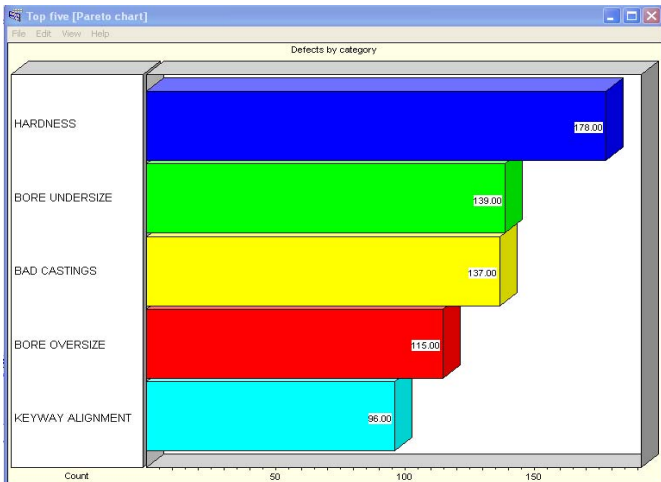 Top five [Pareto chart]
File Edit View Help
Defects by category
HARDNESS
178.00
BORE UNDERSIZE
139.00
BAD CASTINGS
137.00
BORE OVERSIZE
115.00
KEYWAY ALIGNMENT
96.00
Count 50 100 150